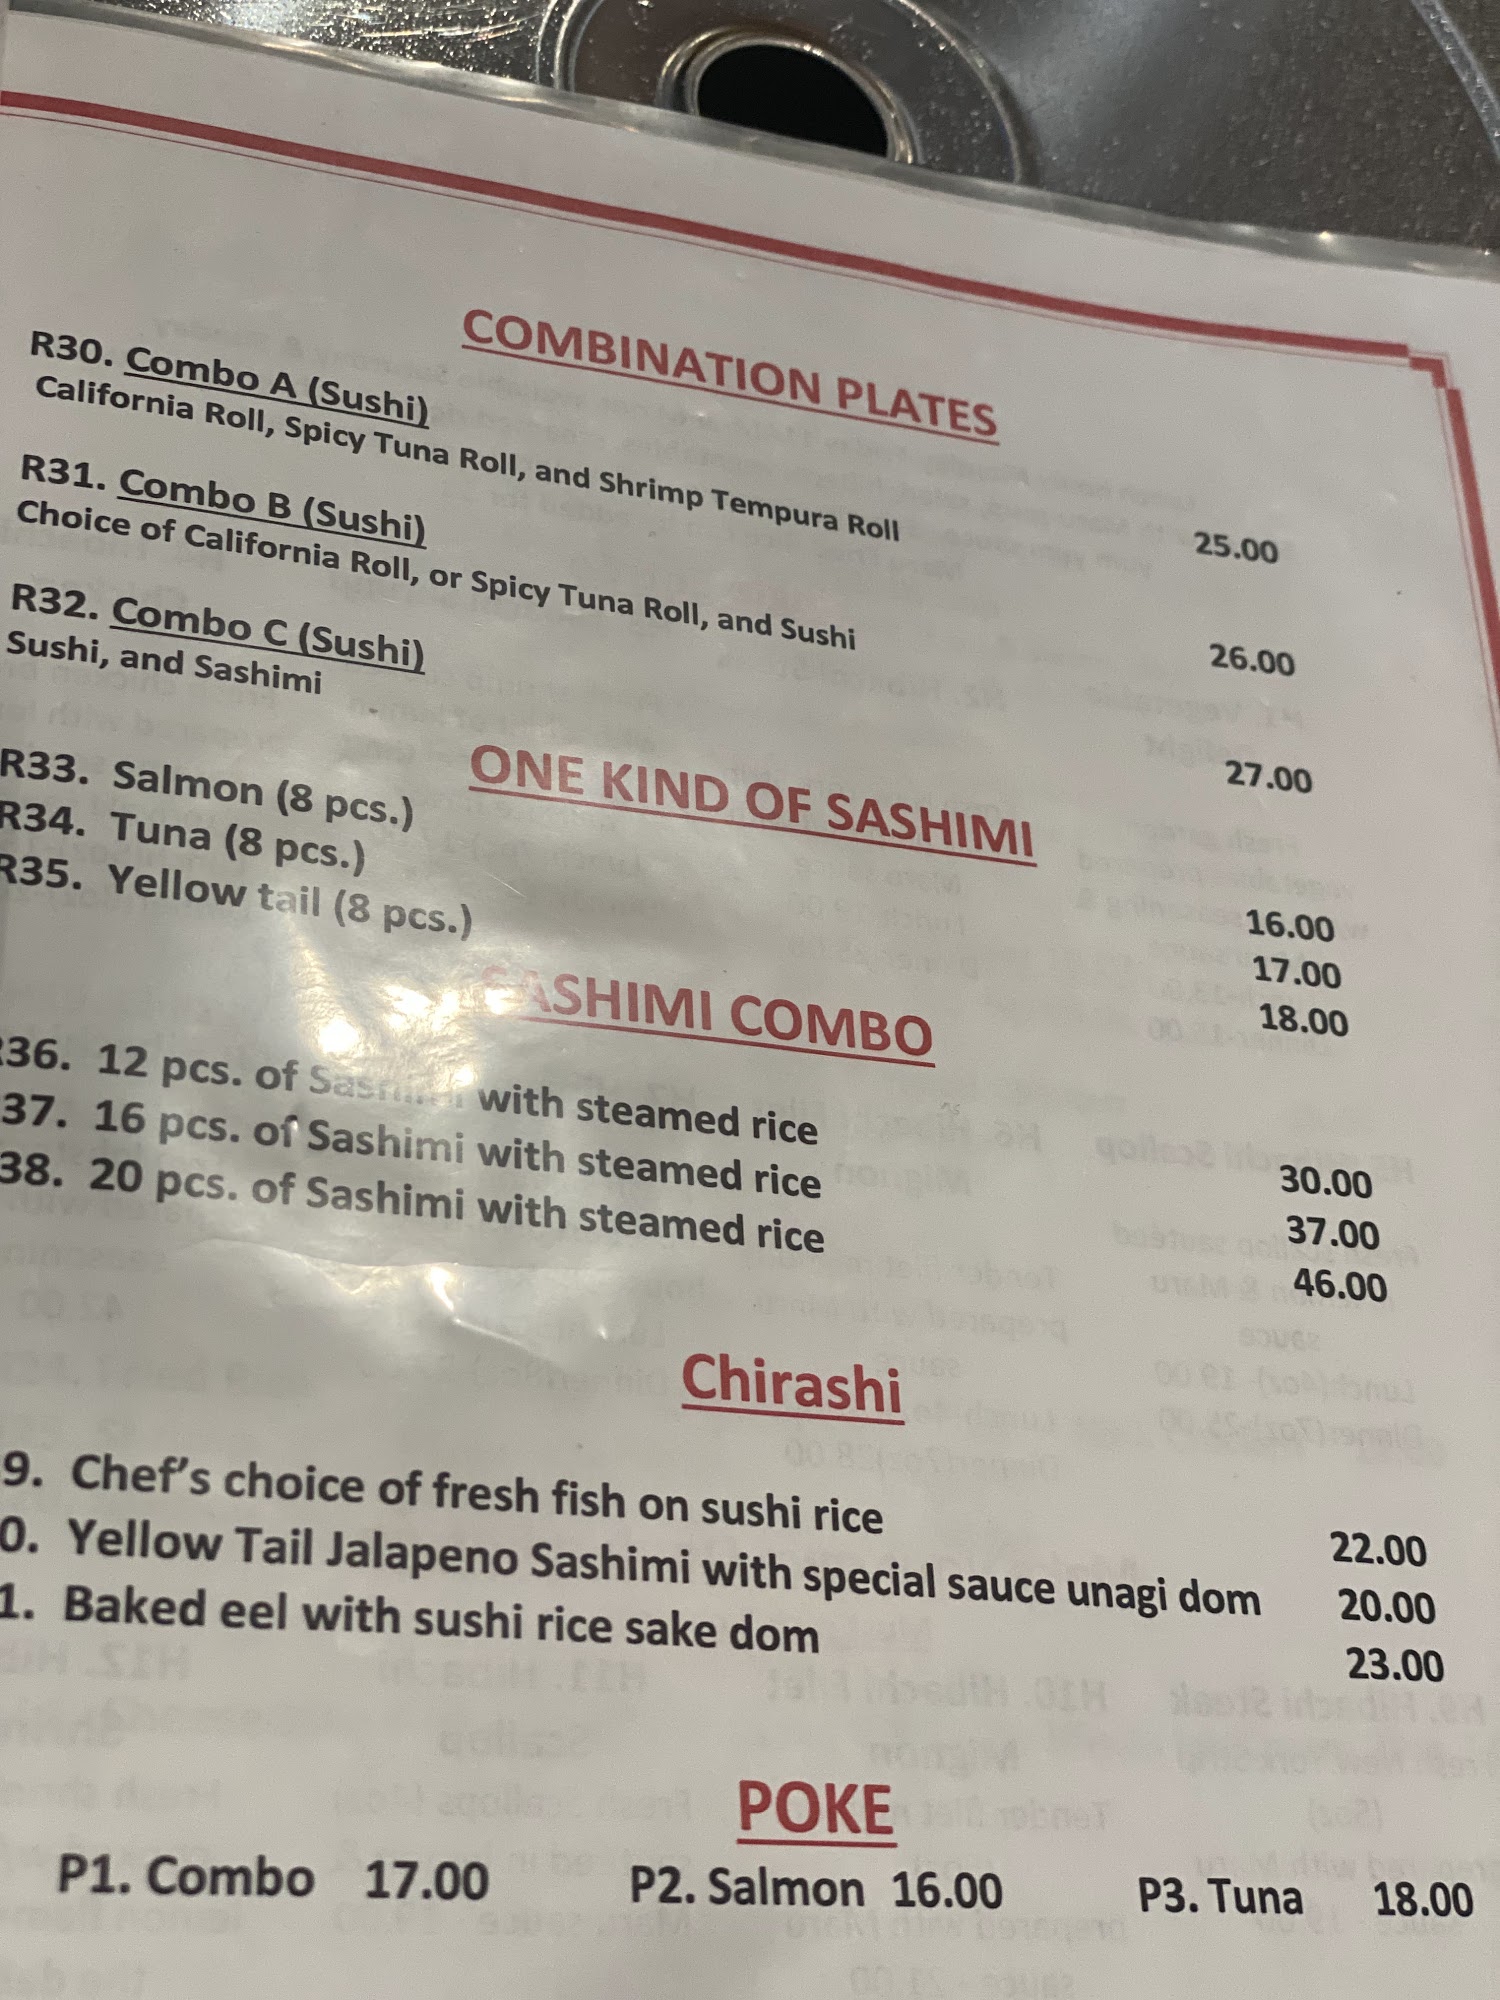 COMBINATION PLATES
R30. Combo A (Sushi)
California Roll, Spicy Tuna Roll, and Shrimp Tempura Roll 25.00
R31. Combo B (Sushi)
Choice of California Roll, or Spicy Tuna Roll, and Sushi 26.00
R32. Combo C (Sushi)
Sushi, and Sashimi 27.00
ONE KIND OF SASHIMI
R33. Salmon (8 pcs.) 16.00
R34. Tuna (8 pcs.) 17.00
R35. Yellow tail (8 pcs.) 18.00
SASHIMI COMBO
36. 12 pcs. of Sashimi with steamed rice 30.00
37. 16 pcs. of Sashimi with steamed rice 37.00
38. 20 pcs. of Sashimi with steamed rice 46.00
Chirashi
9. Chef's choice of fresh fish on sushi rice 22.00
0. Yellow Tail Jalapeno Sashimi with special sauce unagi dom 20.00
1. Baked eel with sushi rice sake dom 23.00
POKE
P1. Combo 17.00 P2. Salmon 16.00 P3. Tuna 18.00